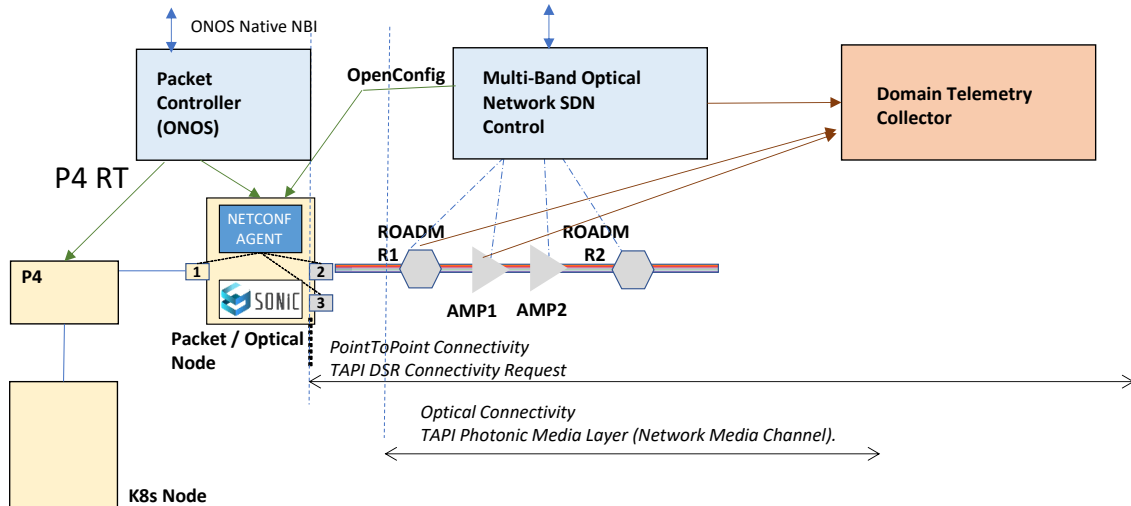 ONOS Native NBI
Packet
Controller
(ONOS)
OpenConfig
Multi-Band Optical
Network SDN
Control
Domain Telemetry
Collector
P4 RT
NETCONF
AGENT
ROADM
R1
ROADM
R2
P4
1
2
SONiC
3
AMP1
AMP2
Packet / Optical
Node
PointToPoint Connectivity
TAPI DSR Connectivity Request
Optical Connectivity
TAPI Photonic Media Layer (Network Media Channel).
K8s Node